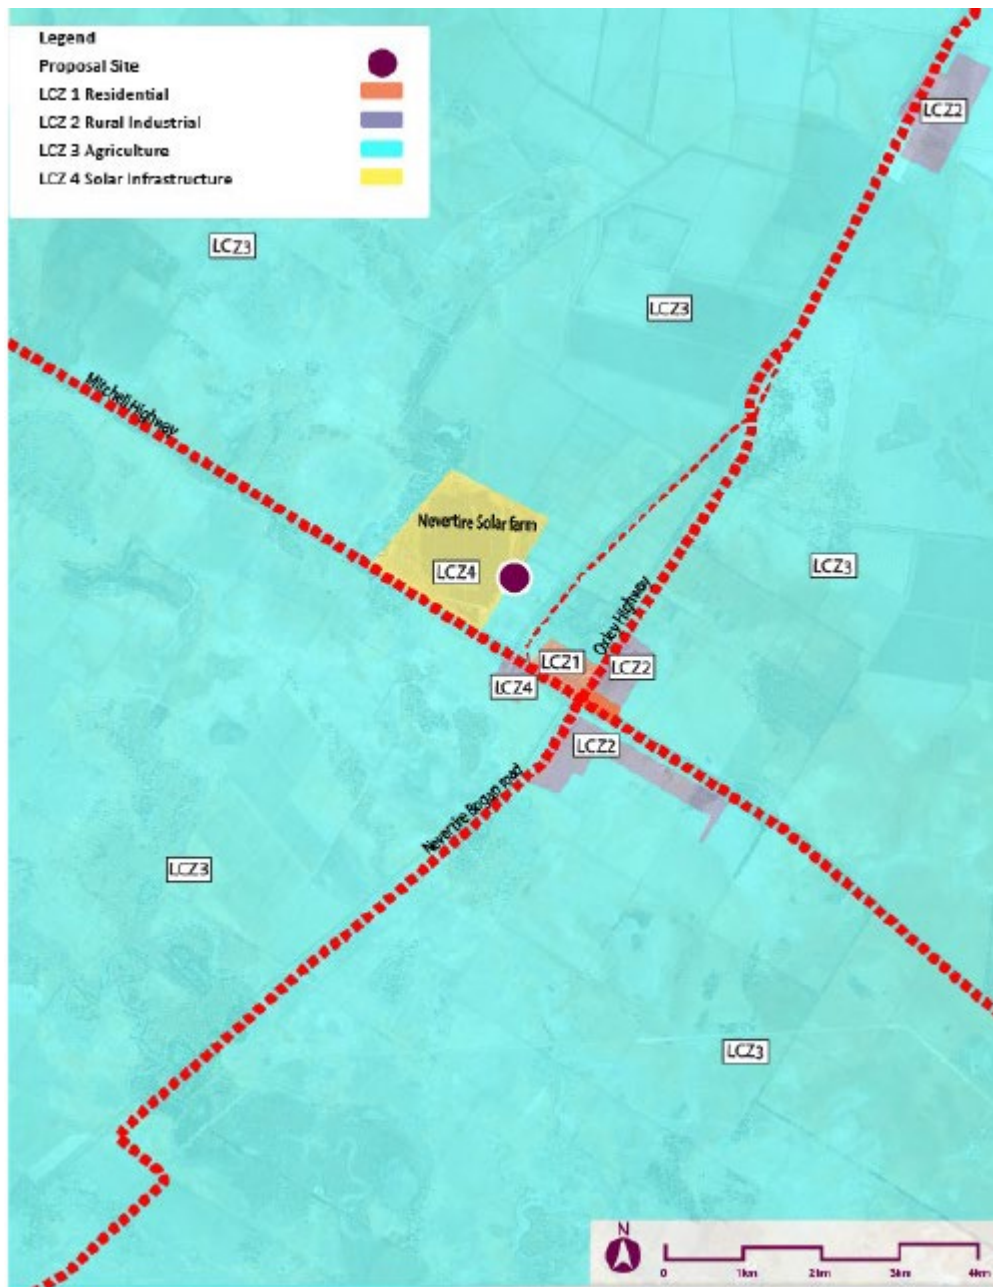 Legend
Proposal Site
LCZ 1 Residential
LCZ 2 Rural Industrial
LCZ 3 Agriculture
LCZ 4 Solar Infrastructure
LCZ2
LCZ3
LCZ3
Mitchell Highway
Nevertire Solar farm
LCZ4
LCZ3
Oxley Highway
LCZ1
LCZ2
LCZ4
LCZ2
Nevertire Bogan road
LCZ3
LCZ3
N
0 1km 2km 3km 4km